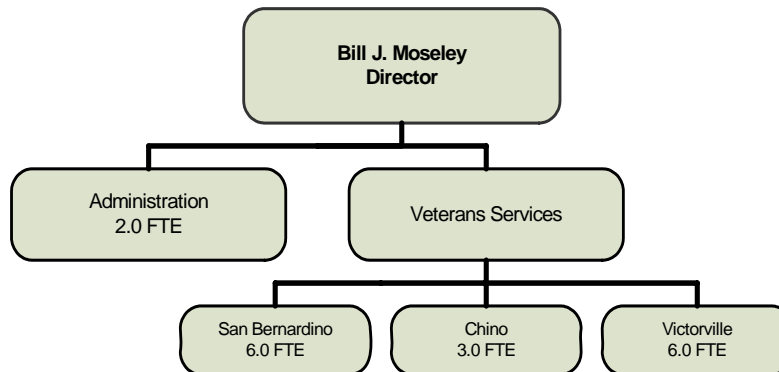 Bill J. Moseley
Director
Administration
2.0 FTE
Veterans Services
San Bernardino
6.0 FTE
Chino
3.0 FTE
Victorville
6.0 FTE